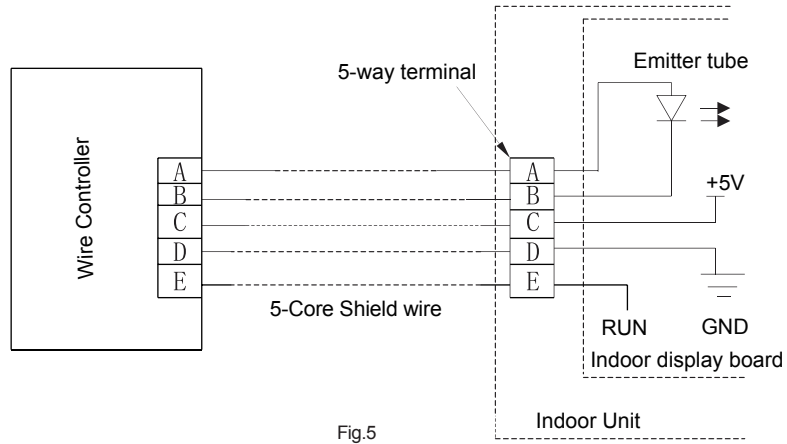 Emitter tube
5-way terminal
Wire Controller
A
B
C
D
E
A
B
C
D
E
+5V
5-Core Shield wire
RUN
GND
Indoor display board
Indoor Unit
Fig.5